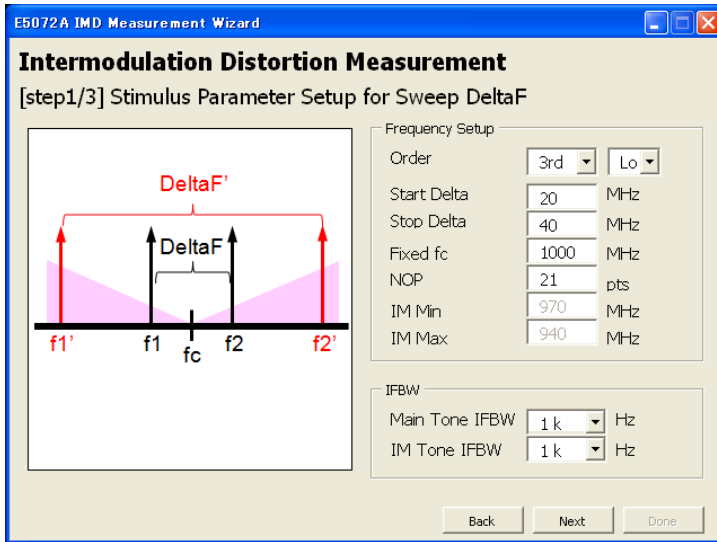 E5072A IMD Measurement Wizard
Intermodulation Distortion Measurement
[step1/3] Stimulus Parameter Setup for Sweep DeltaF
DeltaF’
DeltaF
f1’ f1 fc f2 f2’
Frequency Setup
Order 3rd Lo
Start Delta 20 MHz
Stop Delta 40 MHz
Fixed fc 1000 MHz
NOP 21 pts
IM Min 970 MHz
IM Max 940 MHz
IFBW
Main Tone IFBW 1 k Hz
IM Tone IFBW 1 k Hz
Back Next Done